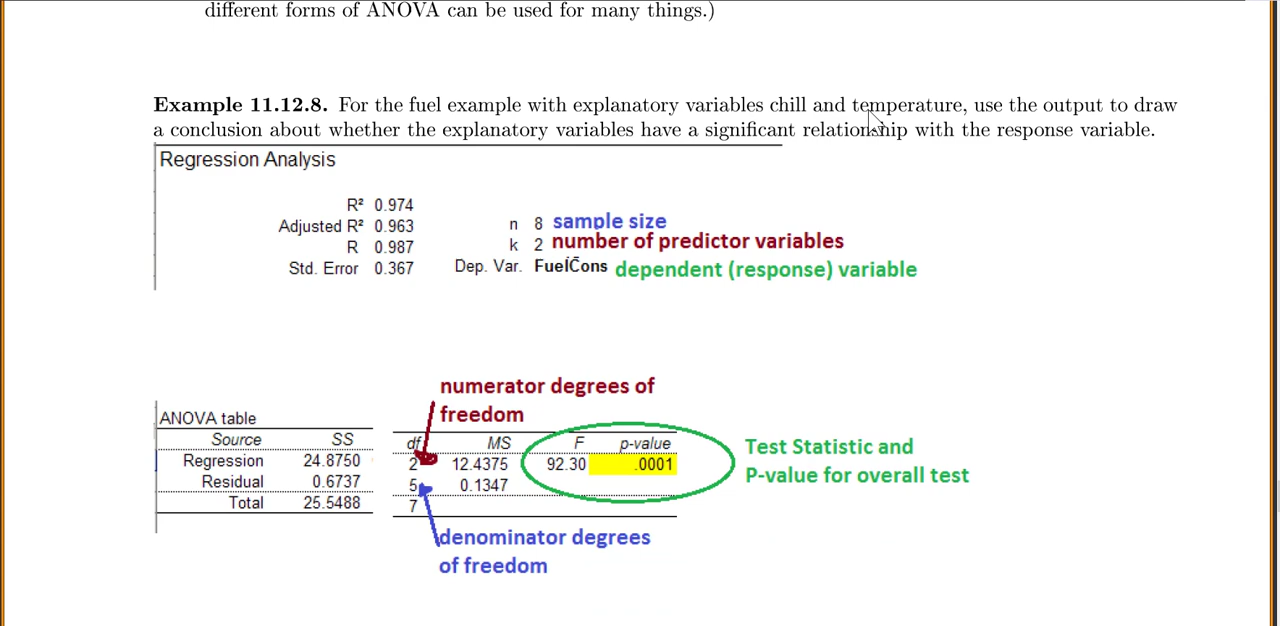 different forms of ANOVA can be used for many things.)
Example 11.12.8. For the fuel example with explanatory variables chill and temperature, use the output to draw
a conclusion about whether the explanatory variables have a significant relationship with the response variable.
Regression Analysis
R² 0.974
Adjusted R² 0.963 n 8 sample size
R 0.987 k 2 number of predictor variables
Std. Error 0.367 Dep. Var. FuelCons dependent (response) variable
numerator degrees of
freedom
ANOVA table
Source SS df MS F p-value
Regression 24.8750 2 12.4375 92.30 .0001
Residual 0.6737 5 0.1347
Total 25.5488 7
Test Statistic and
P-value for overall test
denominator degrees
of freedom